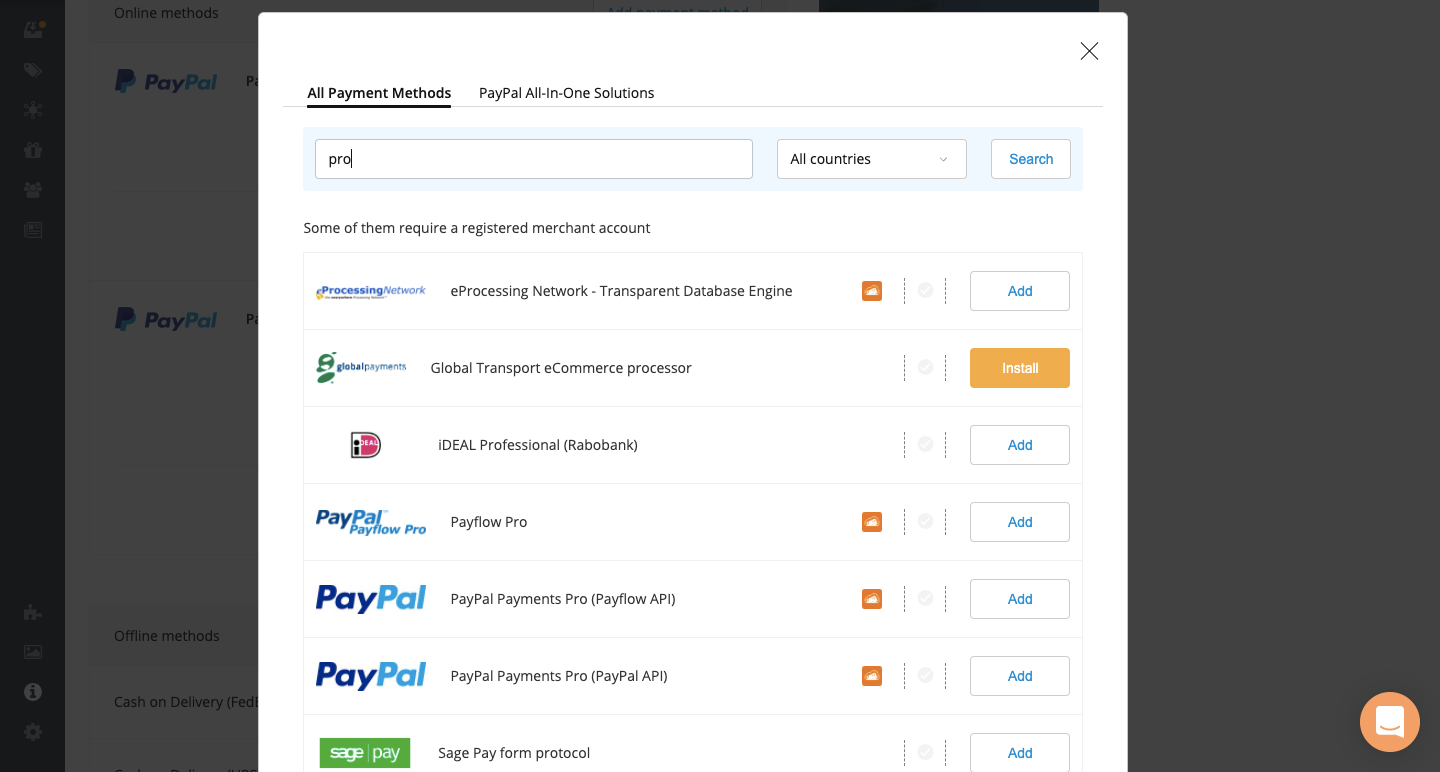 Online methods
Add payment method
PayPal
Pa
All Payment Methods
PayPal All-In-One Solutions
pro
All countries
Search
Some of them require a registered merchant account
eProcessingNetwork
eProcessing Network - Transparent Database Engine
Add
globalpayments
Global Transport eCommerce processor
Install
iDEAL
iDEAL Professional (Rabobank)
Add
PayPal
Payflow Pro
Payflow Pro
Add
PayPal
PayPal Payments Pro (Payflow API)
Add
PayPal
PayPal Payments Pro (PayPal API)
Add
sage pay
Sage Pay form protocol
Add
PayPal
Pa
Offline methods
Cash on Delivery (FedE